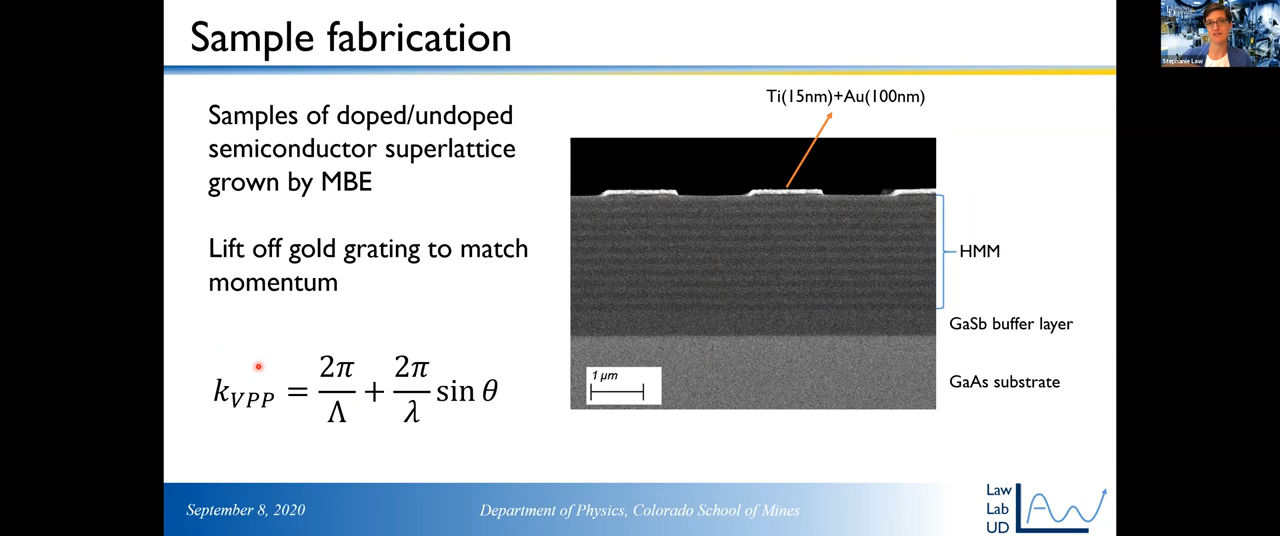 Sample fabrication
Stephanie Law
Ti(15nm)+Au(100nm)
Samples of doped/undoped
semiconductor superlattice
grown by MBE
Lift off gold grating to match
momentum
HMM
GaSb buffer layer
GaAs substrate
1 μm
k_VPP = 2π/Λ + 2π/λ sin θ
September 8, 2020
Department of Physics, Colorado School of Mines
Law
Lab
UD